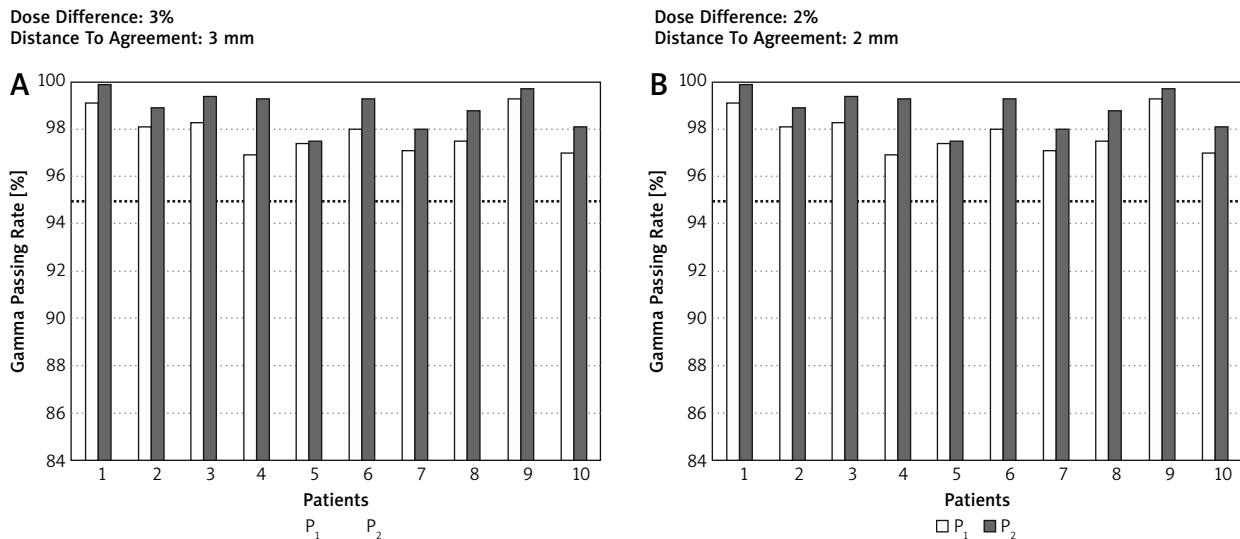 Dose Difference: 3%
Distance To Agreement: 3 mm
A
Gamma Passing Rate [%]
100
98
96
94
92
90
88
86
84
1 2 3 4 5 6 7 8 9 10
Patients
P1 P2
Dose Difference: 2%
Distance To Agreement: 2 mm
B
Gamma Passing Rate [%]
100
98
96
94
92
90
88
86
84
1 2 3 4 5 6 7 8 9 10
Patients
P1 P2